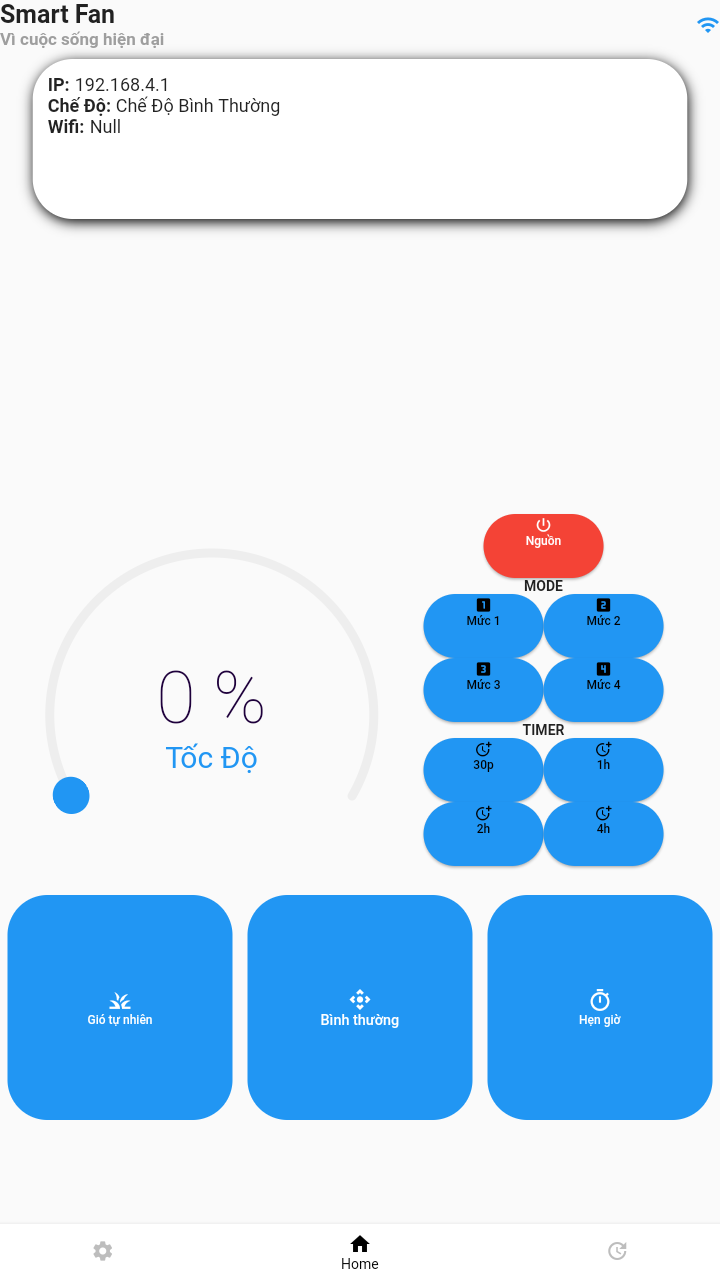 Smart Fan
Vì cuộc sống hiện đại
IP: 192.168.4.1
Chế Độ: Chế Độ Bình Thường
Wifi: Null
Nguồn
MODE
1 2
Mức 1 Mức 2
3 4
Mức 3 Mức 4
0 %
Tốc Độ
TIMER
30p 1h
2h 4h
Gió tự nhiên Bình thường Hẹn giờ
Home